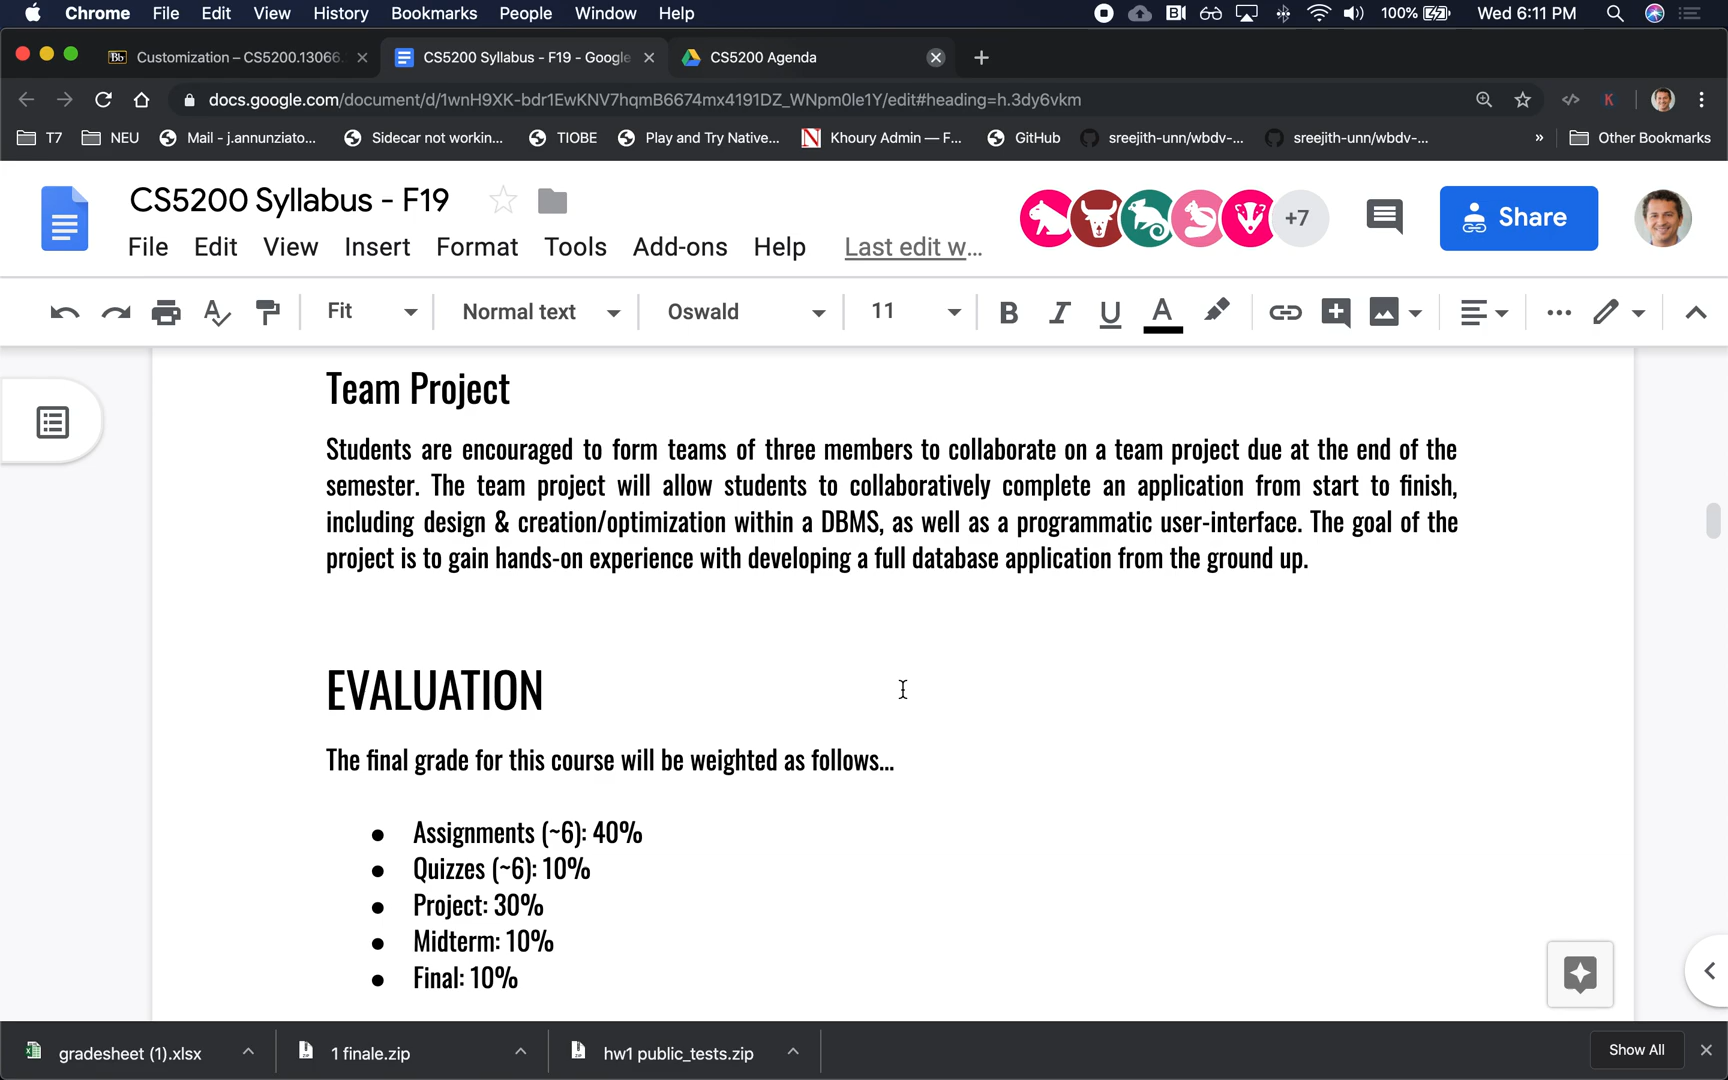 Chrome File Edit View History Bookmarks People Window Help 100% Wed 6:11 PM
Bb Customization – CS5200.13066. CS5200 Syllabus - F19 - Google CS5200 Agenda
docs.google.com/document/d/1wnH9XK-bdr1EwKNV7hqmB6674mx4191DZ_WNpm0le1Y/edit#heading=h.3dy6vkm
T7 NEU Mail - j.annunziato... Sidecar not workin... TIOBE Play and Try Native... Khoury Admin — F... GitHub sreejith-unn/wbdv-... sreejith-unn/wbdv-... » Other Bookmarks
CS5200 Syllabus - F19
+7 Share
File Edit View Insert Format Tools Add-ons Help Last edit w...
Fit Normal text Oswald 11 B I U A
Team Project
Students are encouraged to form teams of three members to collaborate on a team project due at the end of the
semester. The team project will allow students to collaboratively complete an application from start to finish,
including design & creation/optimization within a DBMS, as well as a programmatic user-interface. The goal of the
project is to gain hands-on experience with developing a full database application from the ground up.
EVALUATION
The final grade for this course will be weighted as follows...
● Assignments (~6): 40%
● Quizzes (~6): 10%
● Project: 30%
● Midterm: 10%
● Final: 10%
gradesheet (1).xlsx 1 finale.zip hw1 public_tests.zip Show All